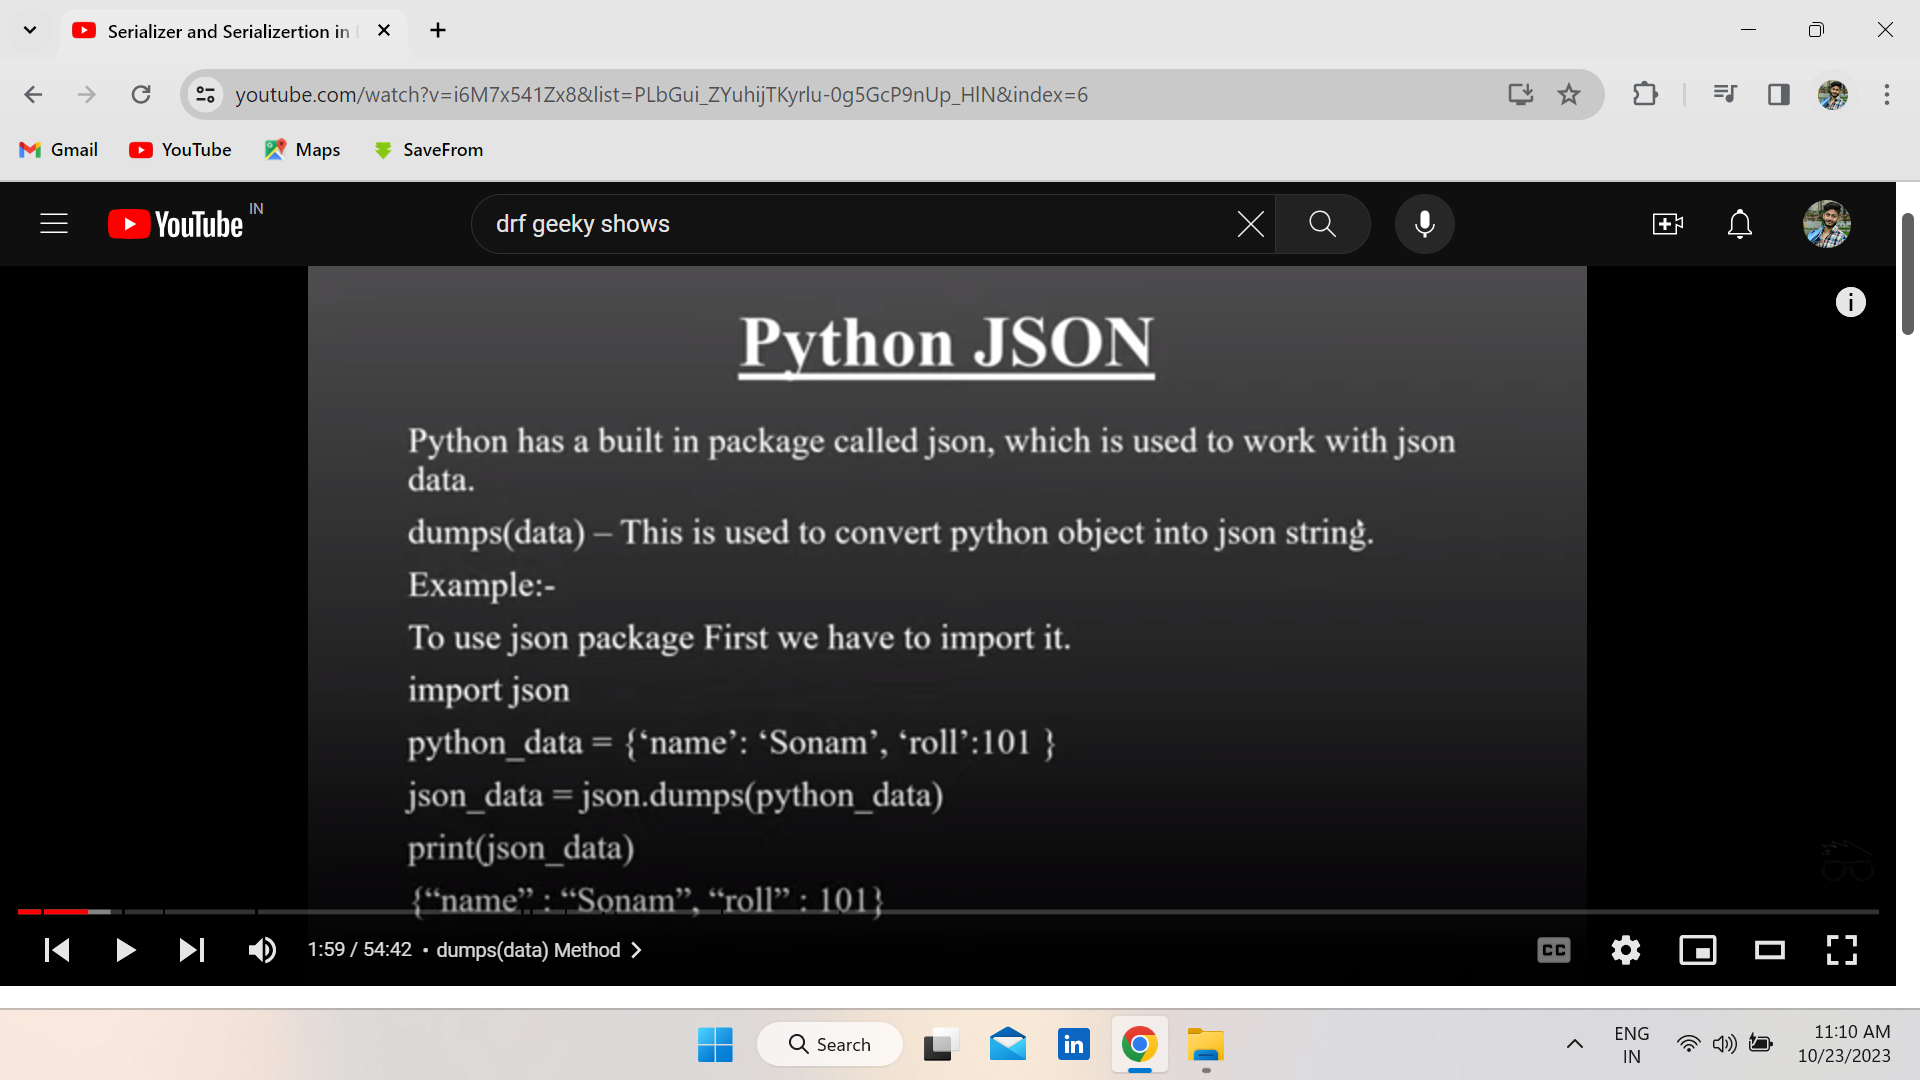 Serializer and Serializertion in
youtube.com/watch?v=i6M7x541Zx8&list=PLbGui_ZYuhijTKyrlu-0g5GcP9nUp_HlN&index=6
Gmail YouTube Maps SaveFrom
YouTube IN
drf geeky shows
Python JSON
Python has a built in package called json, which is used to work with json
data.
dumps(data) – This is used to convert python object into json string.
Example:-
To use json package First we have to import it.
import json
python_data = {‘name’: ‘Sonam’, ‘roll’:101 }
json_data = json.dumps(python_data)
print(json_data)
{“name” : “Sonam”, “roll” : 101}
1:59 / 54:42 • dumps(data) Method
CC
Search
in
ENG
IN
11:10 AM
10/23/2023